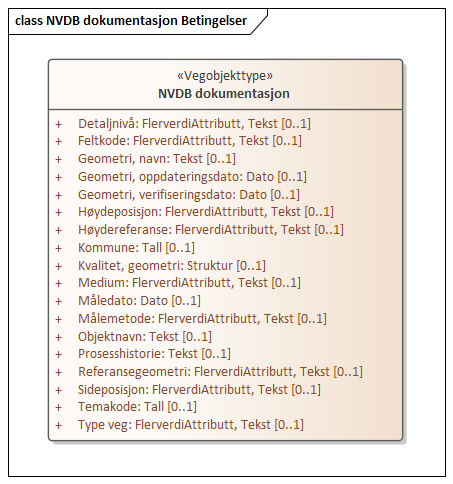 class NVDB dokumentasjon Betingelser
«Vegobjekttype»
NVDB dokumentasjon
+ Detaljnivå: FlerverdiAttributt, Tekst [0..1]
+ Feltkode: FlerverdiAttributt, Tekst [0..1]
+ Geometri, navn: Tekst [0..1]
+ Geometri, oppdateringsdato: Dato [0..1]
+ Geometri, verifiseringsdato: Dato [0..1]
+ Høydeposisjon: FlerverdiAttributt, Tekst [0..1]
+ Høydereferanse: FlerverdiAttributt, Tekst [0..1]
+ Kommune: Tall [0..1]
+ Kvalitet, geometri: Struktur [0..1]
+ Medium: FlerverdiAttributt, Tekst [0..1]
+ Måledato: Dato [0..1]
+ Målemetode: FlerverdiAttributt, Tekst [0..1]
+ Objektnavn: Tekst [0..1]
+ Prosesshistorie: Tekst [0..1]
+ Referansegeometri: FlerverdiAttributt, Tekst [0..1]
+ Sideposisjon: FlerverdiAttributt, Tekst [0..1]
+ Temakode: Tall [0..1]
+ Type veg: FlerverdiAttributt, Tekst [0..1]